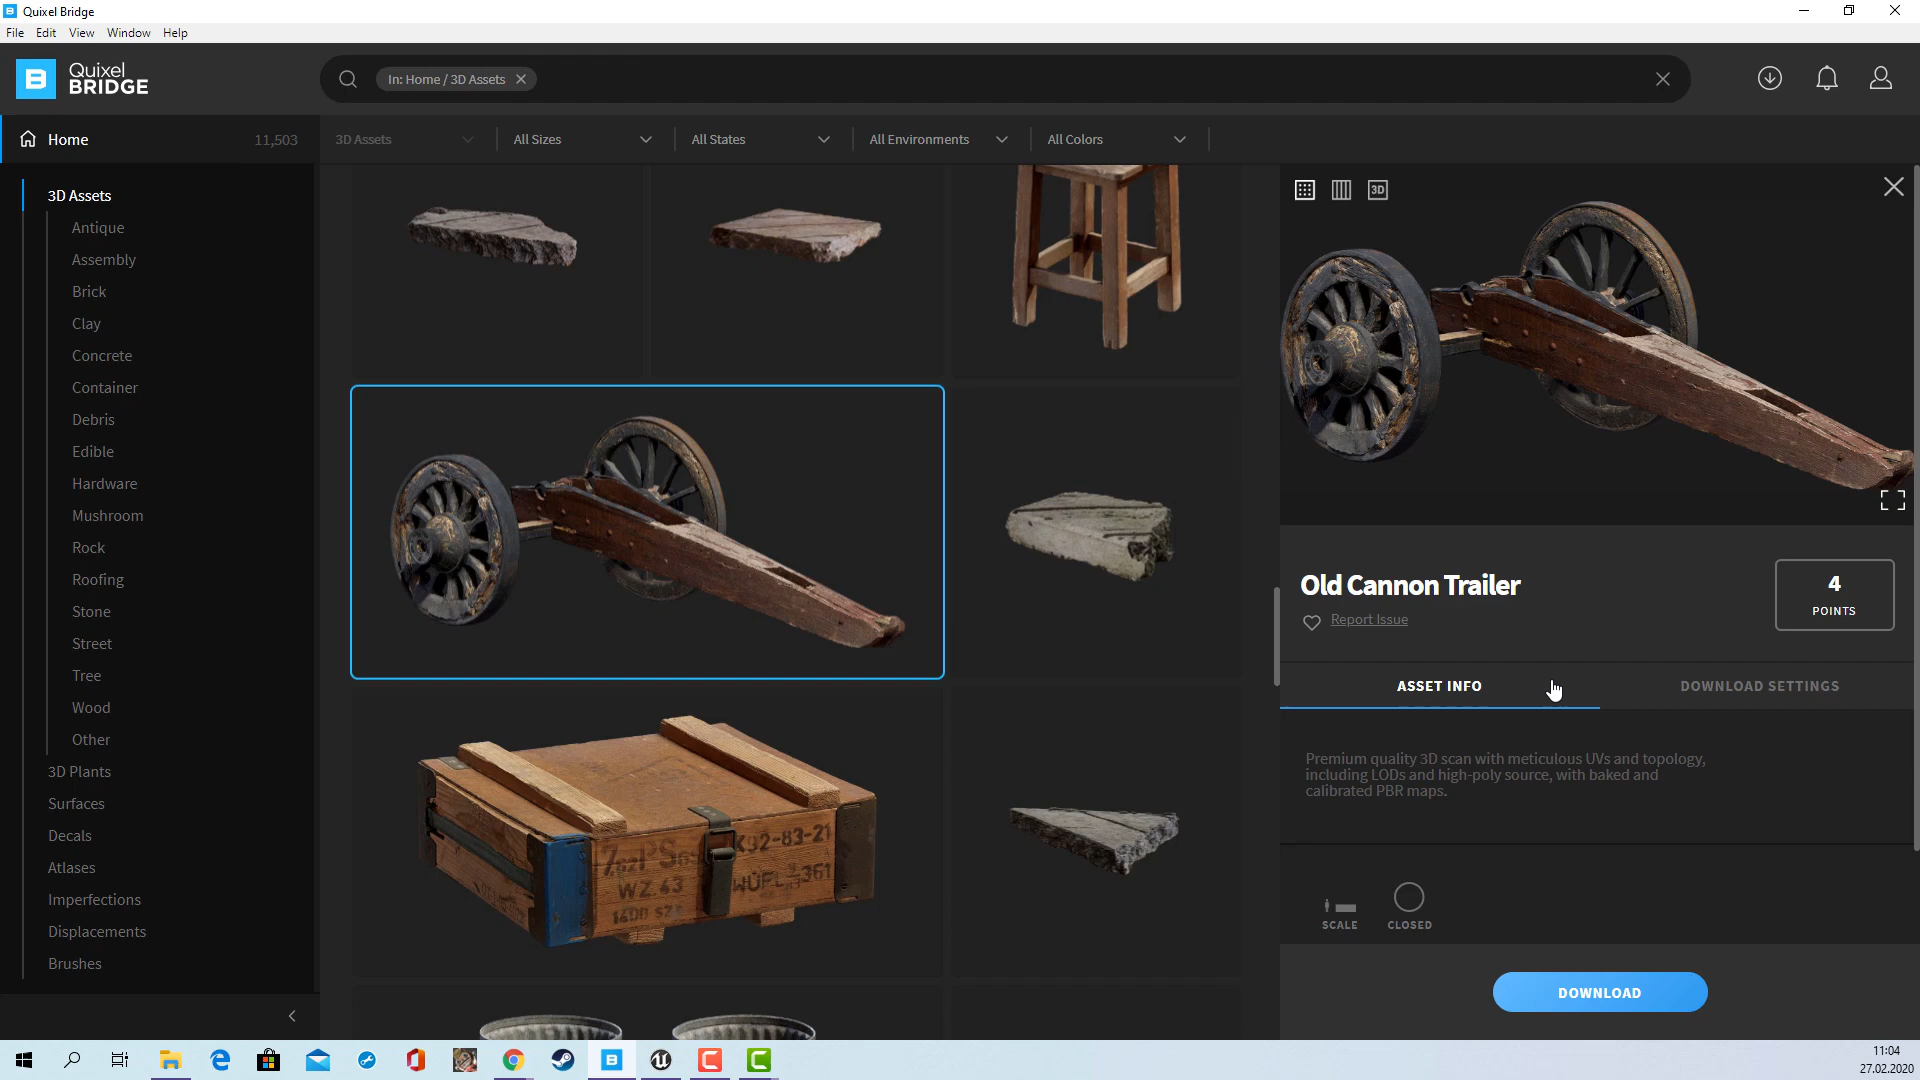 Quixel Bridge
File Edit View Window Help
B Quixel BRIDGE
In: Home / 3D Assets
Home 11,503
3D Assets All Sizes All States All Environments All Colors
3D Assets
Antique
Assembly
Brick
Clay
Concrete
Container
Debris
Edible
Hardware
Mushroom
Rock
Roofing
Stone
Street
Tree
Wood
Other
3D Plants
Surfaces
Decals
Atlases
Imperfections
Displacements
Brushes
K32-83-21
WZ.43
3D
Old Cannon Trailer
4
POINTS
Report Issue
ASSET INFO DOWNLOAD SETTINGS
Premium quality 3D scan with meticulous UVs and topology,
including LODs and high-poly source, with baked and
calibrated PBR maps.
SCALE CLOSED
DOWNLOAD
11:04
27.02.2020